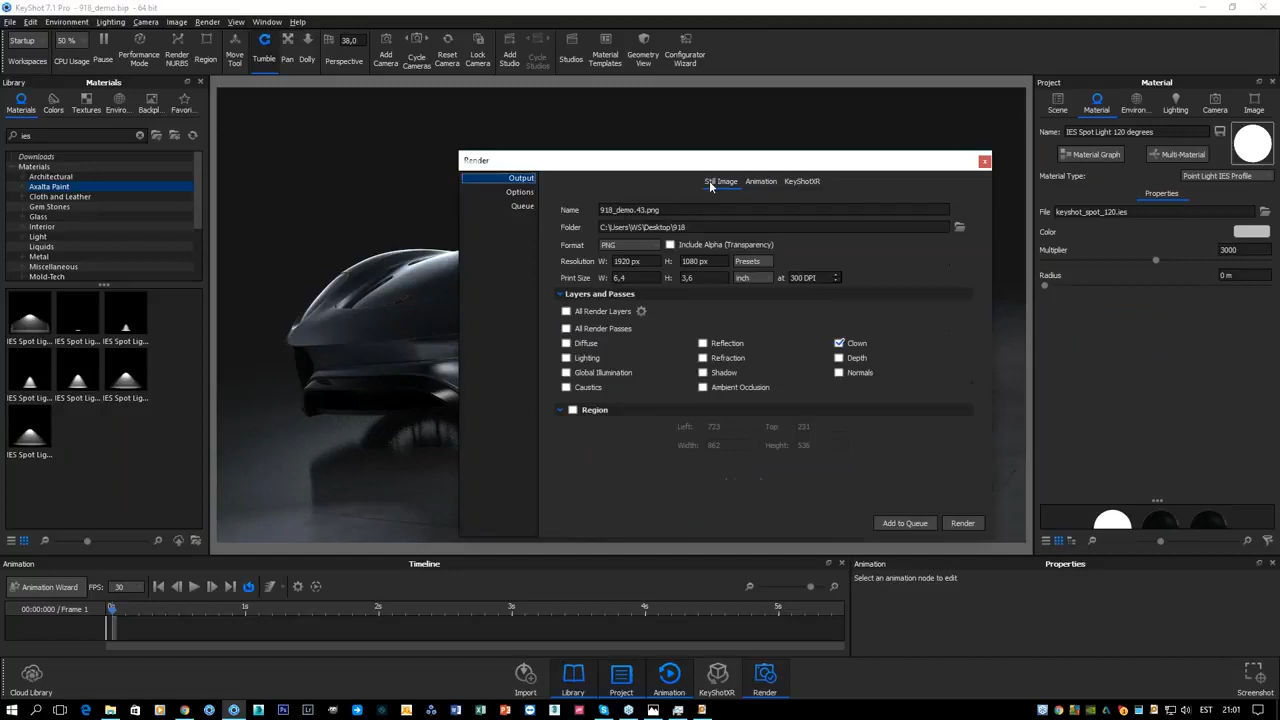 KeyShot 7.1 Pro - 918_demo.bip - 64 bit
File Edit Environment Lighting Camera Image Render View Window Help
Startup 50 % 38,0
Workspaces CPU Usage Pause Performance Mode Render NURBS Region Move Tool Tumble Pan Dolly Perspective Add Camera Cycle Cameras Reset Camera Lock Camera Add Studio Cycle Studios Studios Material Templates Geometry View Configurator Wizard
Library Materials
Materials Colors Textures Enviro... Backpl... Favori...
ies
Downloads
Materials
Architectural
Axalta Paint
Cloth and Leather
Gem Stones
Glass
Interior
Light
Liquids
Metal
Miscellaneous
Mold-Tech
IES Spot Lig... IES Spot Lig... IES Spot Lig...
IES Spot Lig... IES Spot Lig... IES Spot Lig...
IES Spot Lig...
Render
Output
Options
Queue
Still Image Animation KeyShotXR
Name 918_demo.43.png
Folder C:\Users\WS\Desktop\918
Format PNG Include Alpha (Transparency)
Resolution W: 1920 px H: 1080 px Presets
Print Size W: 6,4 H: 3,6 inch at 300 DPI
Layers and Passes
All Render Layers
All Render Passes
Diffuse Reflection Clown
Lighting Refraction Depth
Global Illumination Shadow Normals
Caustics Ambient Occlusion
Region
Left: 723 Top: 231
Width: 862 Height: 536
Add to Queue Render
Project Material
Scene Material Environ... Lighting Camera Image
Name: IES Spot Light 120 degrees
Material Graph Multi-Material
Material Type: Point Light IES Profile
Properties
File keyshot_spot_120.ies
Color
Multiplier 3000
Radius 0 m
Animation Timeline
Animation Wizard FPS: 30
00:00:000 / Frame 1 0s 1s 2s 3s 4s 5s
Animation Properties
Select an animation node to edit
Cloud Library Import Library Project Animation KeyShotXR Render Screenshot
EST 21:01